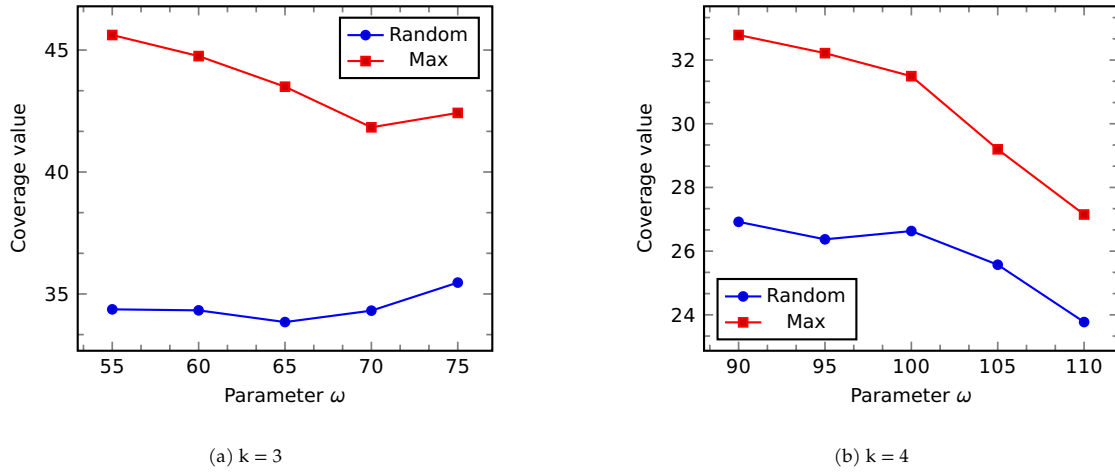 Coverage value
45
40
35
55 60 65 70 75
Parameter ω
Random
Max
(a) k = 3
Coverage value
32
30
28
26
24
90 95 100 105 110
Parameter ω
Random
Max
(b) k = 4